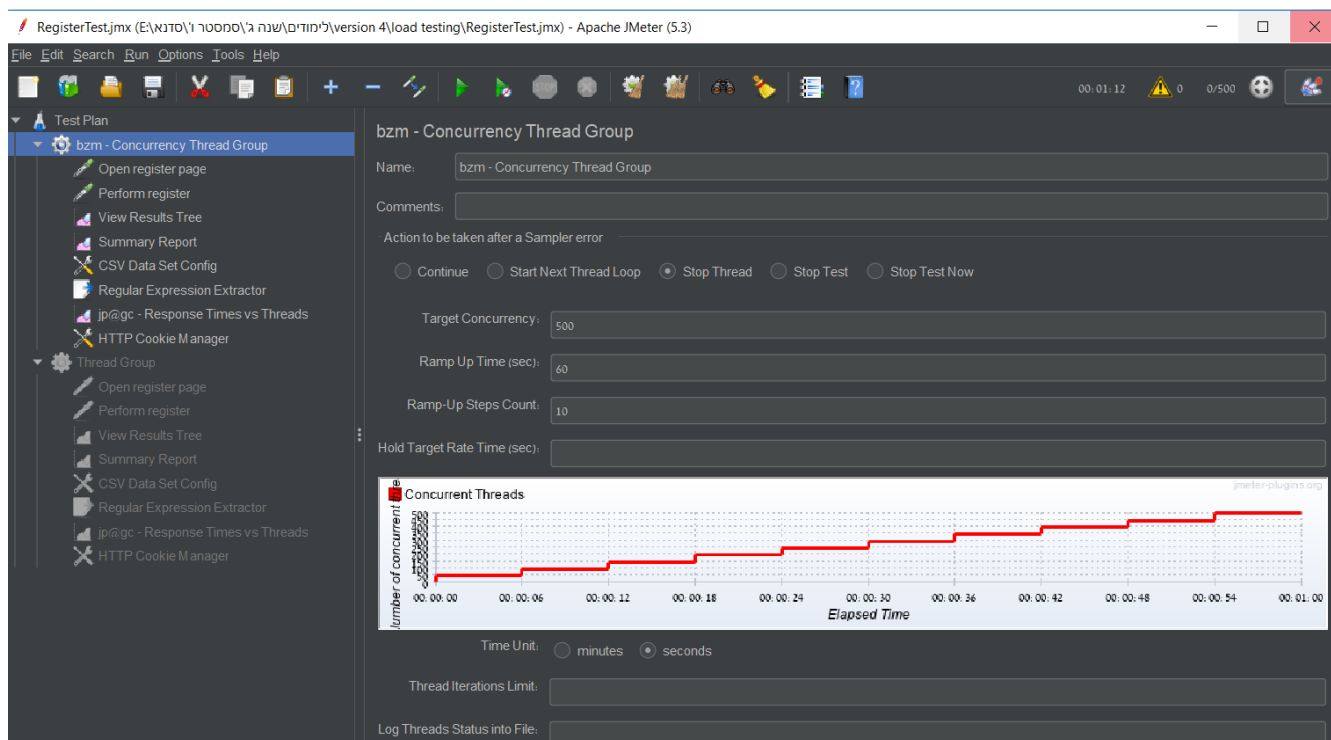 RegisterTest.jmx (E:\לימודים\שנה ג'\סמסטר ו'\סדנא\version 4\load testing\RegisterTest.jmx) - Apache JMeter (5.3)
File Edit Search Run Options Tools Help
STOP
00:01:12 0 0/500
Test Plan
bzm - Concurrency Thread Group
Open register page
Perform register
View Results Tree
Summary Report
CSV Data Set Config
Regular Expression Extractor
jp@gc - Response Times vs Threads
HTTP Cookie Manager
Thread Group
Open register page
Perform register
View Results Tree
Summary Report
CSV Data Set Config
Regular Expression Extractor
jp@gc - Response Times vs Threads
HTTP Cookie Manager
bzm - Concurrency Thread Group
Name: bzm - Concurrency Thread Group
Comments:
Action to be taken after a Sampler error
Continue Start Next Thread Loop Stop Thread Stop Test Stop Test Now
Target Concurrency: 500
Ramp Up Time (sec): 60
Ramp-Up Steps Count: 10
Hold Target Rate Time (sec):
Concurrent Threads
jmeter-plugins.org
of concurrent
500
50
0
00:00:00 00:00:06 00:00:12 00:00:18 00:00:24 00:00:30 00:00:36 00:00:42 00:00:48 00:00:54 00:01:00
Elapsed Time
Time Unit: minutes seconds
Thread Iterations Limit:
Log Threads Status into File: